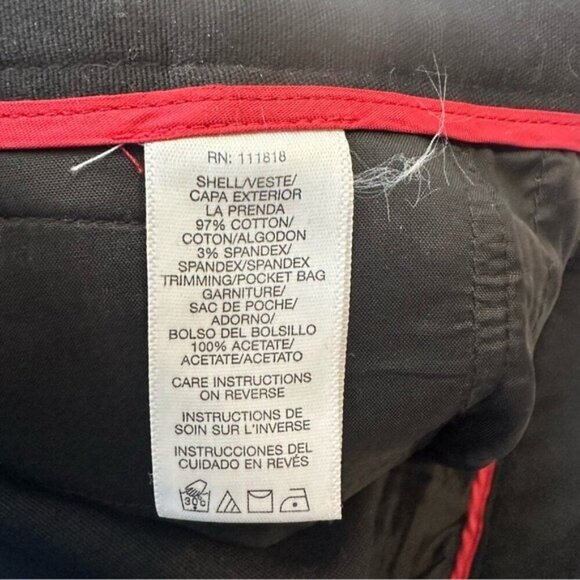 RN: 111818
SHELL/VESTE/
CAPA EXTERIOR
LA PRENDA
97% COTTON/
COTON/ALGODON
3% SPANDEX/
SPANDEX/SPANDEX
TRIMMING/POCKET BAG
GARNITURE/
SAC DE POCHE/
ADORNO/
BOLSO DEL BOLSILLO
100% ACETATE/
ACETATE/ACETATO
CARE INSTRUCTIONS
ON REVERSE
INSTRUCTIONS DE
SOIN SUR L'INVERSE
INSTRUCCIONES DEL
CUIDADO EN REVÉS
30°